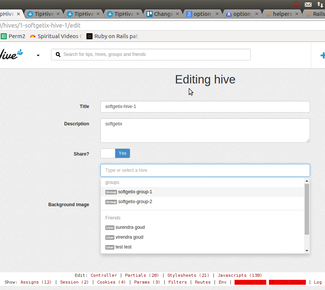 TipHiv
TipHiv
TipHiv
TipHiv
Chang
option
option
helper
Rails
/hives/1-softgetix-hive-1/edit
Perm2 Spiritual Videos Ruby on Rails pa
Search for tips, hives, groups and friends
Editing hive
Title softgetix-hive-1
Description softgetix
Share? Yes
Type or select a hive
groups
softgetix-group-1
softgetix-group-2
Background image
Friends
surendra goud
virendra goud
test test
Edit: Controller | Partials (20) | Stylesheets (21) | Javascripts (130)
Show: Assigns (12) | Session (2) | Cookies (4) | Params (3) | Filters | Routes | Env | Log